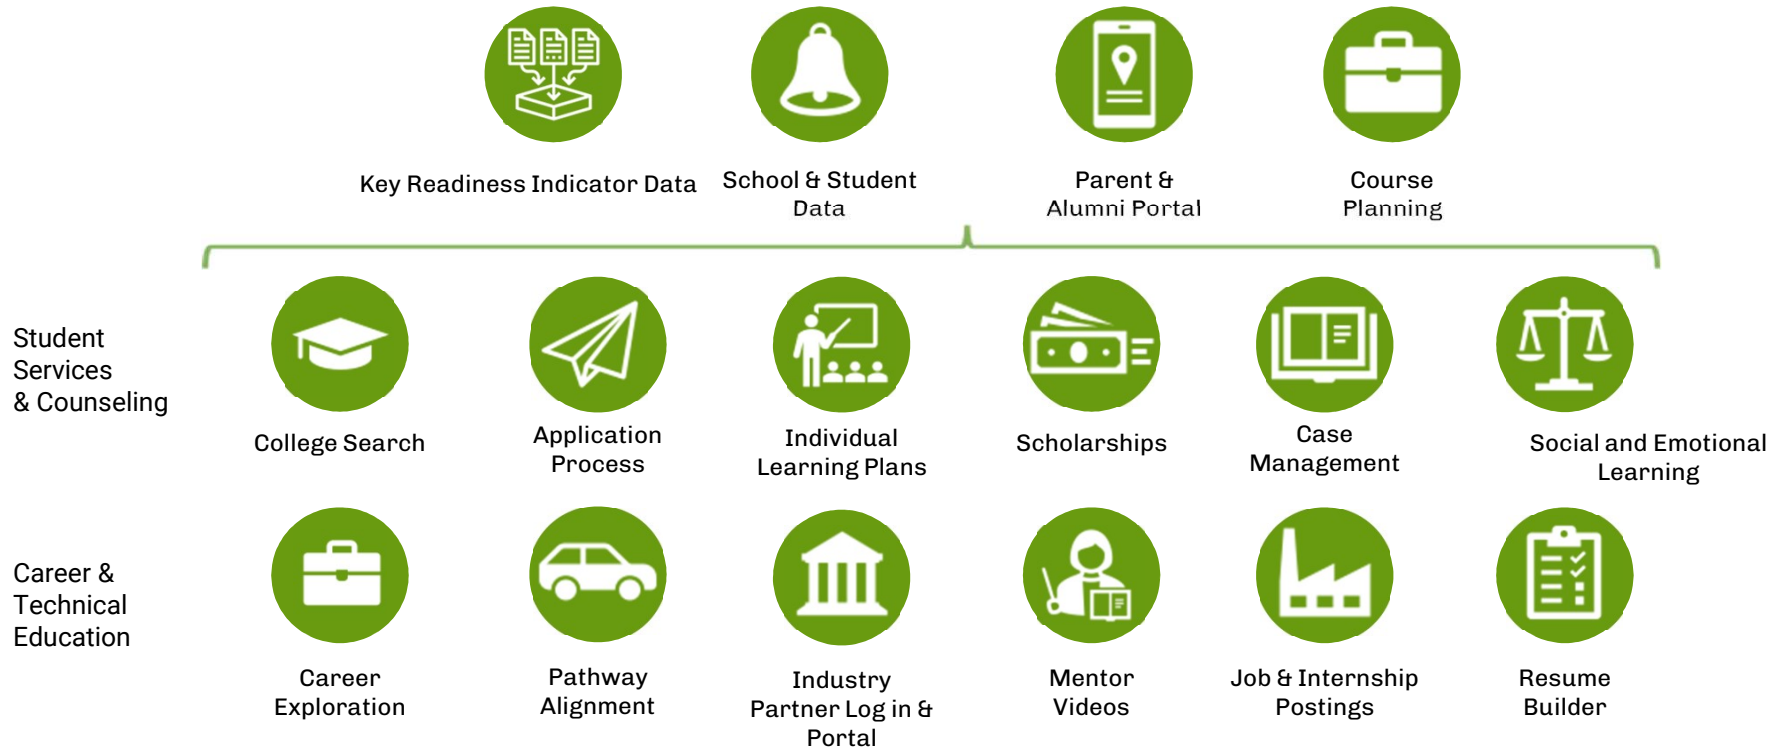 Key Readiness Indicator Data
School & Student
Data
Parent &
Alumni Portal
Course
Planning
Student
Services
& Counseling
College Search
Application
Process
Individual
Learning Plans
Scholarships
Case
Management
Social and Emotional
Learning
Career &
Technical
Education
Career
Exploration
Pathway
Alignment
Industry
Partner Log in &
Portal
Mentor
Videos
Job & Internship
Postings
Resume
Builder